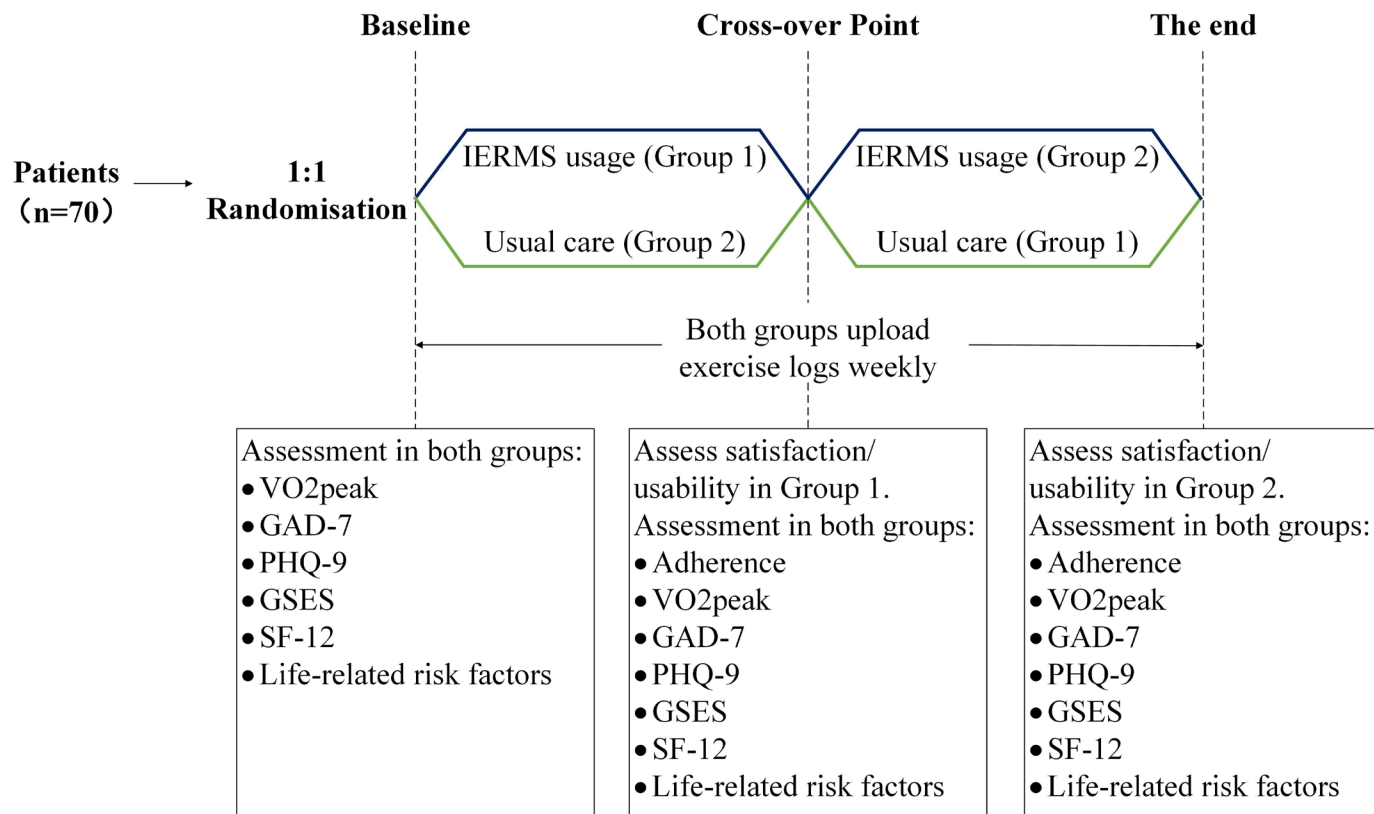 Baseline
Cross-over Point
The end
Patients
（n=70）
1:1
Randomisation
IERMS usage (Group 1)
Usual care (Group 2)
IERMS usage (Group 2)
Usual care (Group 1)
Both groups upload
exercise logs weekly
Assessment in both groups:
●VO2peak
●GAD-7
●PHQ-9
●GSES
●SF-12
●Life-related risk factors
Assess satisfaction/
usability in Group 1.
Assessment in both groups:
●Adherence
●VO2peak
●GAD-7
●PHQ-9
●GSES
●SF-12
●Life-related risk factors
Assess satisfaction/
usability in Group 2.
Assessment in both groups:
●Adherence
●VO2peak
●GAD-7
●PHQ-9
●GSES
●SF-12
●Life-related risk factors